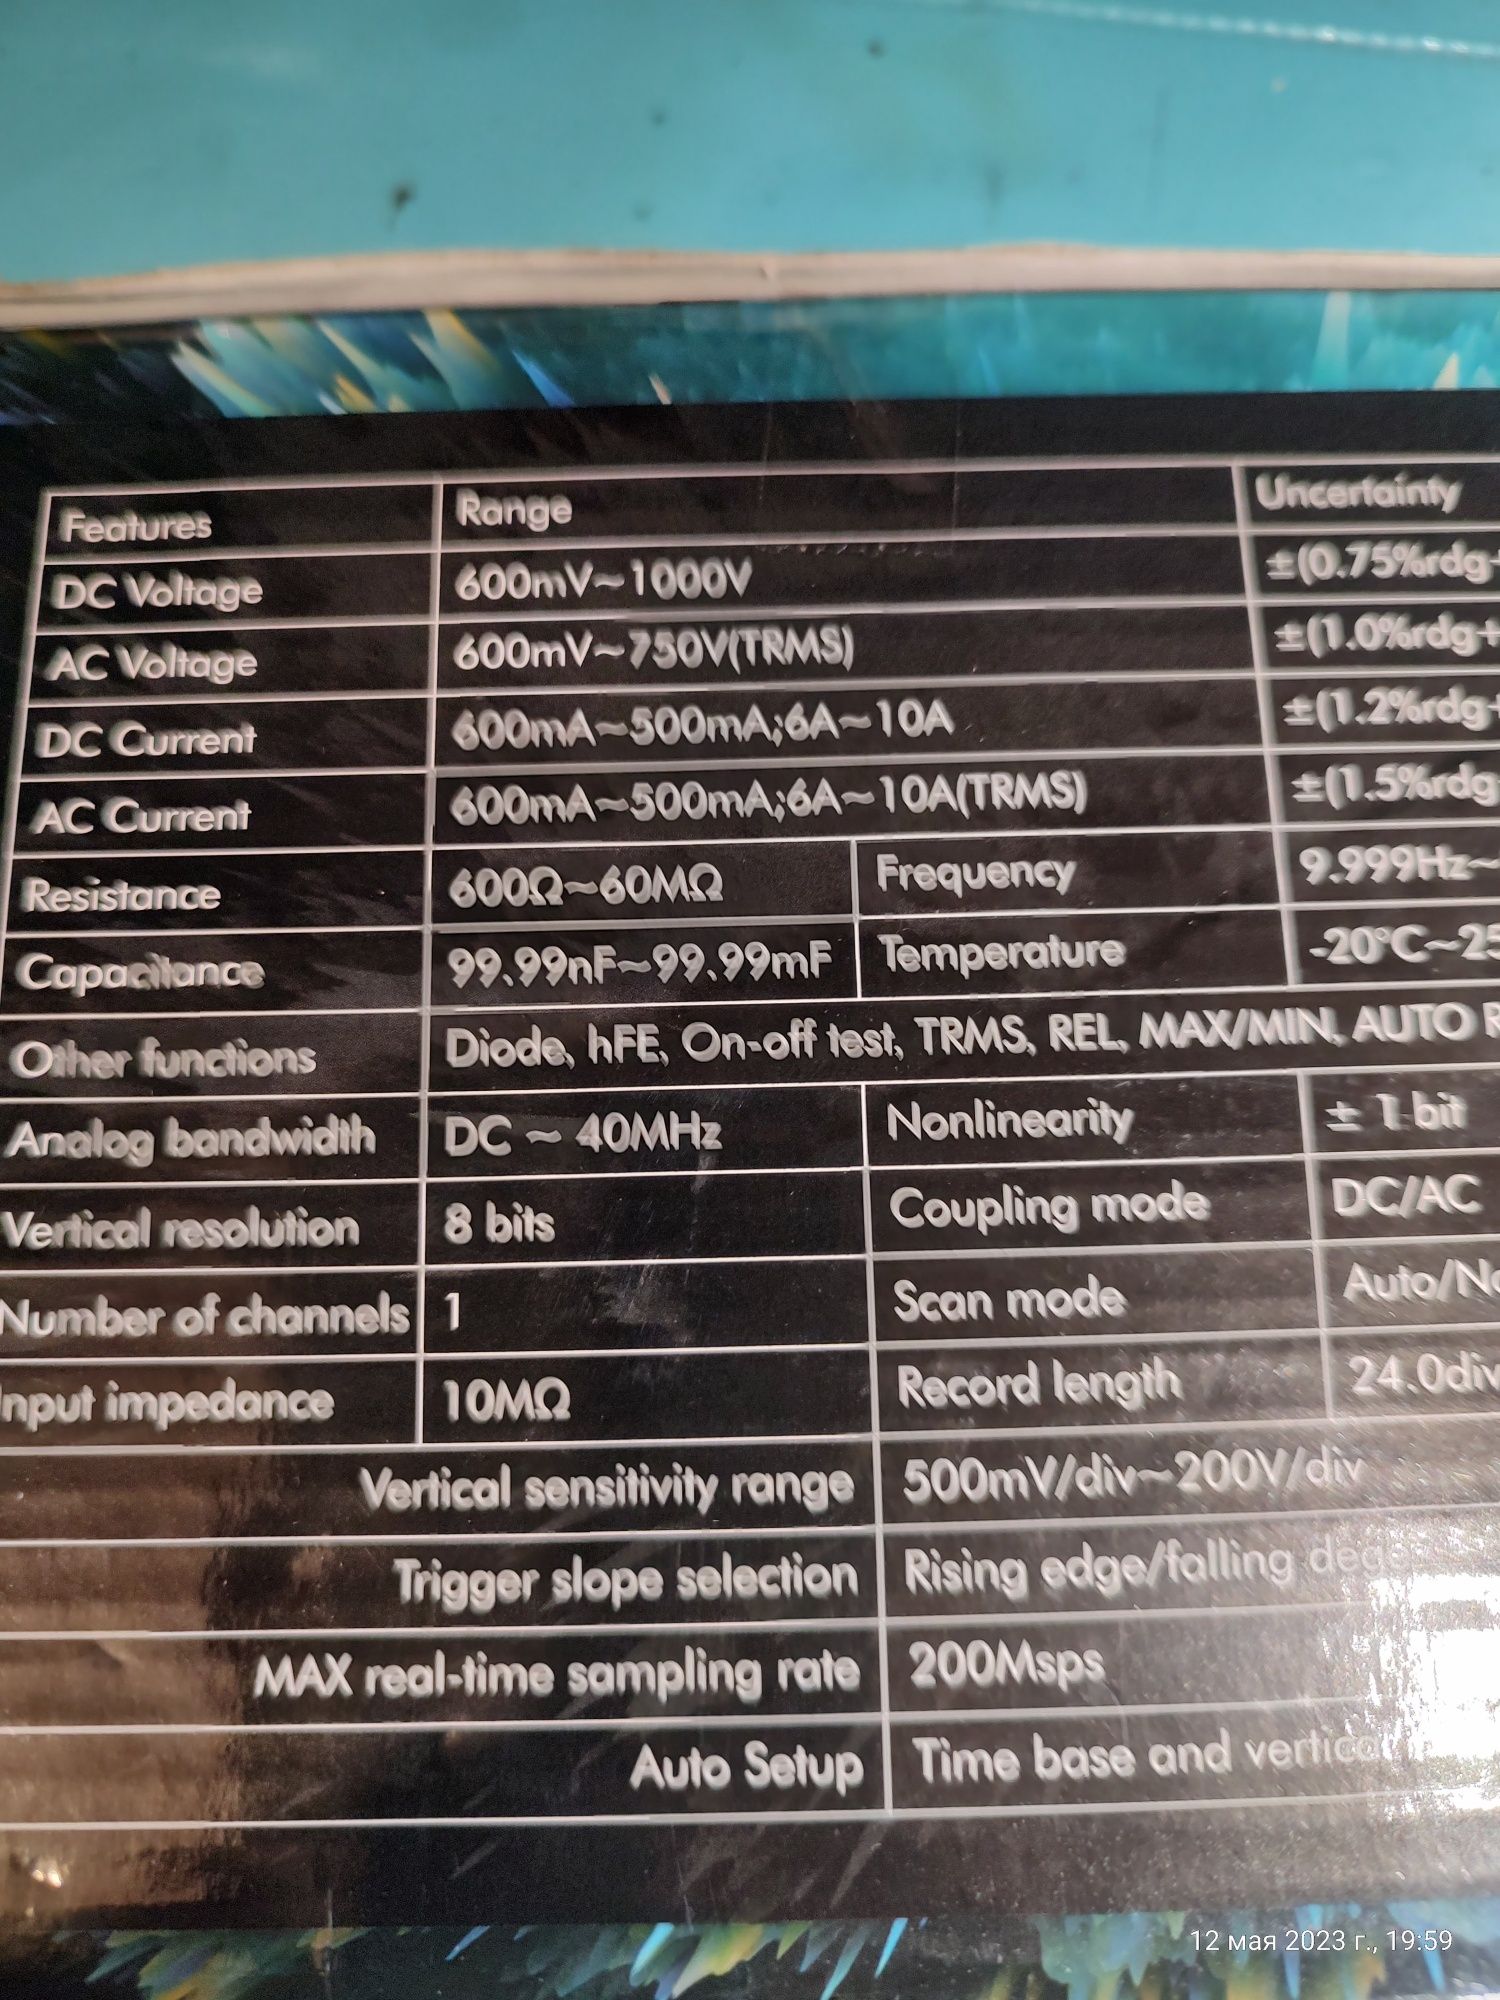 Features Range Uncertainty
DC Voltage 600mV~1000V ±(0.75%rdg+
AC Voltage 600mV~750V(TRMS) ±(1.0%rdg+
DC Current 600mA~500mA;6A~10A ±(1.2%rdg+
AC Current 600mA~500mA;6A~10A(TRMS) ±(1.5%rdg
Resistance 600Ω~60MΩ Frequency 9.999Hz~
Capacitance 99.99nF~99.99mF Temperature -20°C~25
Other functions Diode, hFE, On-off test, TRMS, REL, MAX/MIN, AUTO R
Analog bandwidth DC ~ 40MHz Nonlinearity ± 1 bit
Vertical resolution 8 bits Coupling mode DC/AC
Number of channels 1 Scan mode Auto/No
Input impedance 10MΩ Record length 24.0div
Vertical sensitivity range 500mV/div~200V/div
Trigger slope selection Rising edge/falling dege
MAX real-time sampling rate 200Msps
Auto Setup Time base and vertical
12 мая 2023 г., 19:59